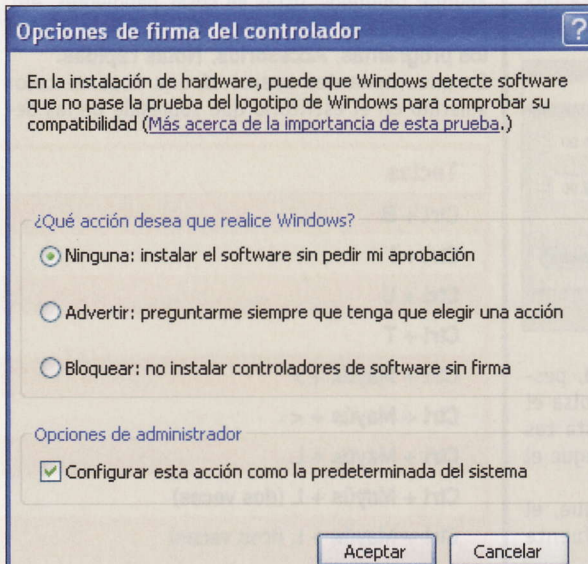 Opciones de firma del controlador
?
En la instalación de hardware, puede que Windows detecte software
que no pase la prueba del logotipo de Windows para comprobar su
compatibilidad (Más acerca de la importancia de esta prueba.)
¿Qué acción desea que realice Windows?
Ninguna: instalar el software sin pedir mi aprobación
Advertir: preguntarme siempre que tenga que elegir una acción
Bloquear: no instalar controladores de software sin firma
Opciones de administrador
Configurar esta acción como la predeterminada del sistema
Aceptar
Cancelar